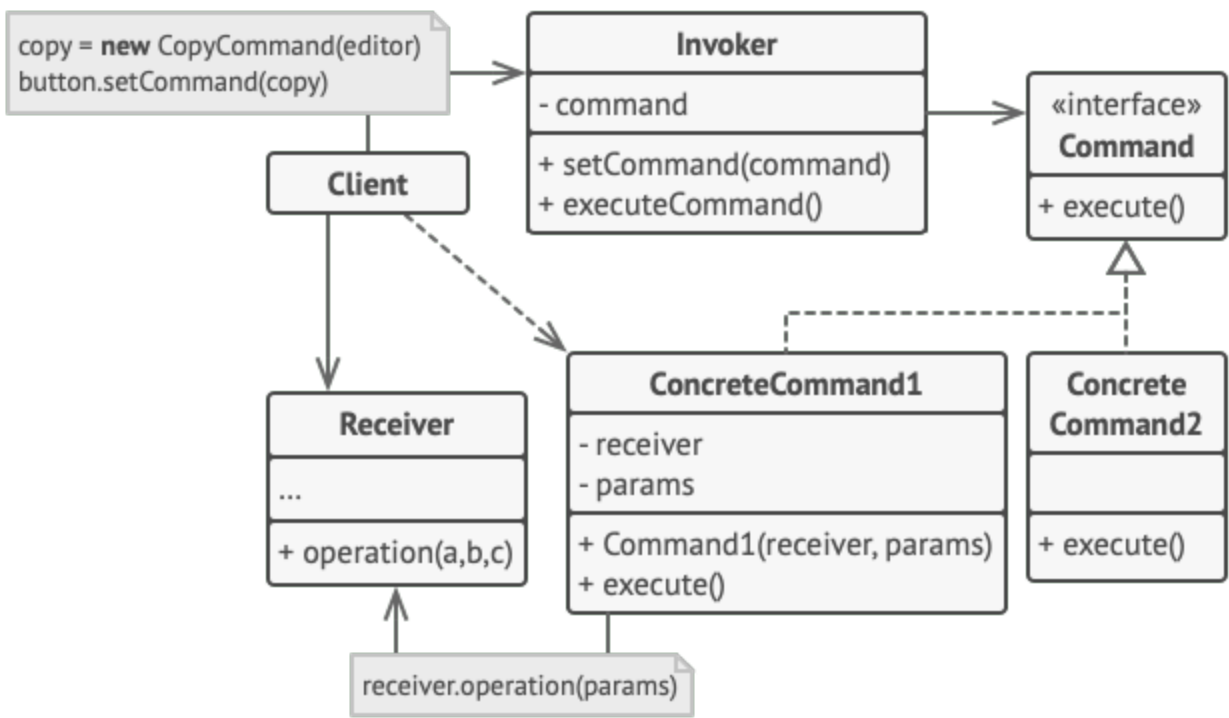 copy = new CopyCommand(editor)
button.setCommand(copy)
Invoker
- command
+ setCommand(command)
+ executeCommand()
«interface»
Command
+ execute()
Client
Receiver
...
+ operation(a,b,c)
ConcreteCommand1
- receiver
- params
+ Command1(receiver, params)
+ execute()
Concrete
Command2
+ execute()
receiver.operation(params)